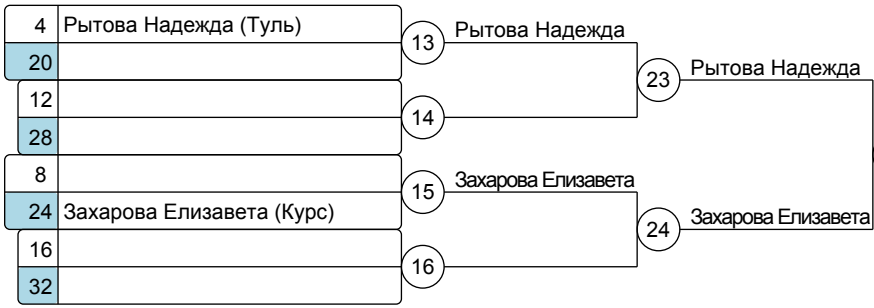 4 Рытова Надежда (Туль)
20
12
28
8
24 Захарова Елизавета (Курс)
16
32
13 Рытова Надежда
14
15 Захарова Елизавета
16
23 Рытова Надежда
24 Захарова Елизавета